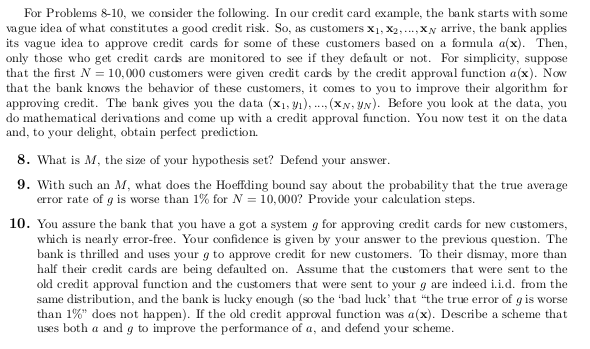 For Problems 8-10, we consider the following. In our credit card example, the bank starts with some
vague idea of what constitutes a good credit risk. So, as customers x₁, x₂, ..., x_N arrive, the bank applies
its vague idea to approve credit cards for some of these customers based on a formula a(x). Then,
only those who get credit cards are monitored to see if they default or not. For simplicity, suppose
that the first N = 10,000 customers were given credit cards by the credit approval function a(x). Now
that the bank knows the behavior of these customers, it comes to you to improve their algorithm for
approving credit. The bank gives you the data (x₁, y₁), ..., (x_N, y_N). Before you look at the data, you
do mathematical derivations and come up with a credit approval function. You now test it on the data
and, to your delight, obtain perfect prediction.
8. What is M, the size of your hypothesis set? Defend your answer.
9. With such an M, what does the Hoeffding bound say about the probability that the true average
error rate of g is worse than 1% for N = 10,000? Provide your calculation steps.
10. You assure the bank that you have a got a system g for approving credit cards for new customers,
which is nearly error-free. Your confidence is given by your answer to the previous question. The
bank is thrilled and uses your g to approve credit for new customers. To their dismay, more than
half their credit cards are being defaulted on. Assume that the customers that were sent to the
old credit approval function and the customers that were sent to your g are indeed i.i.d. from the
same distribution, and the bank is lucky enough (so the 'bad luck' that "the true error of g is worse
than 1%" does not happen). If the old credit approval function was a(x). Describe a scheme that
uses both a and g to improve the performance of a, and defend your scheme.